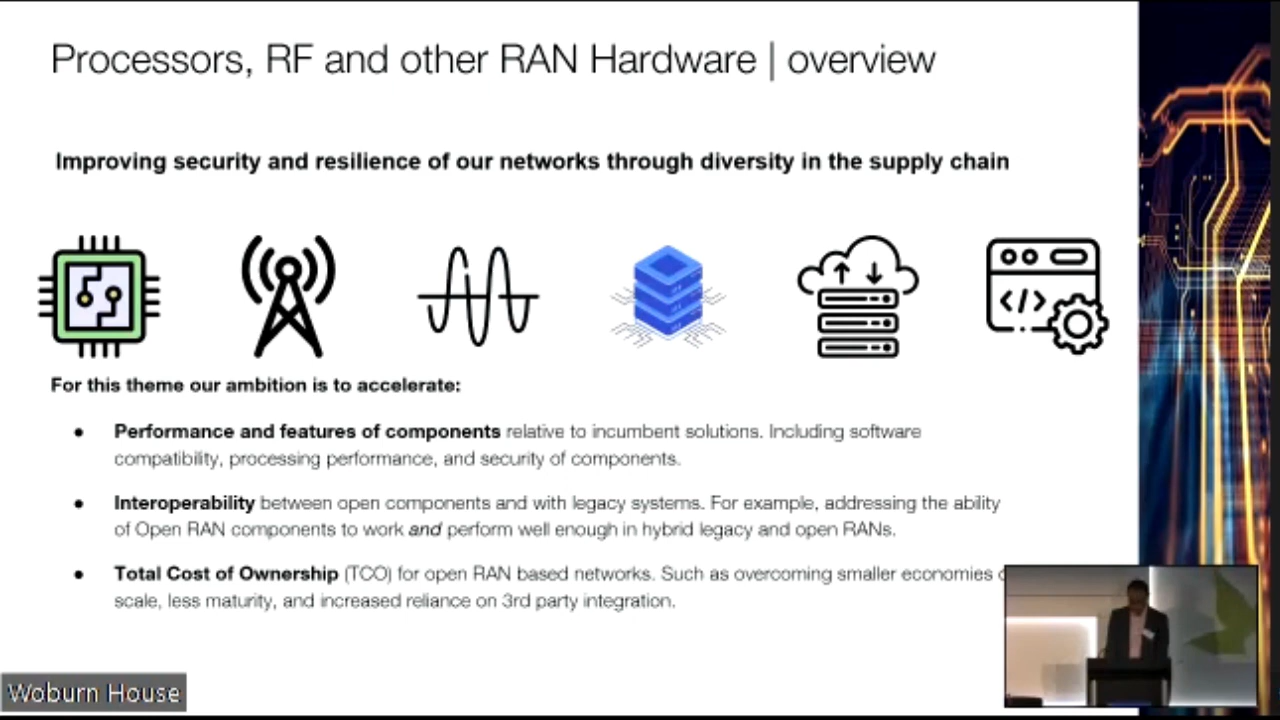 Processors, RF and other RAN Hardware | overview
Improving security and resilience of our networks through diversity in the supply chain
</>
For this theme our ambition is to accelerate:
● Performance and features of components relative to incumbent solutions. Including software
compatibility, processing performance, and security of components.
● Interoperability between open components and with legacy systems. For example, addressing the ability
of Open RAN components to work and perform well enough in hybrid legacy and open RANs.
● Total Cost of Ownership (TCO) for open RAN based networks. Such as overcoming smaller economies
scale, less maturity, and increased reliance on 3rd party integration.
Woburn House